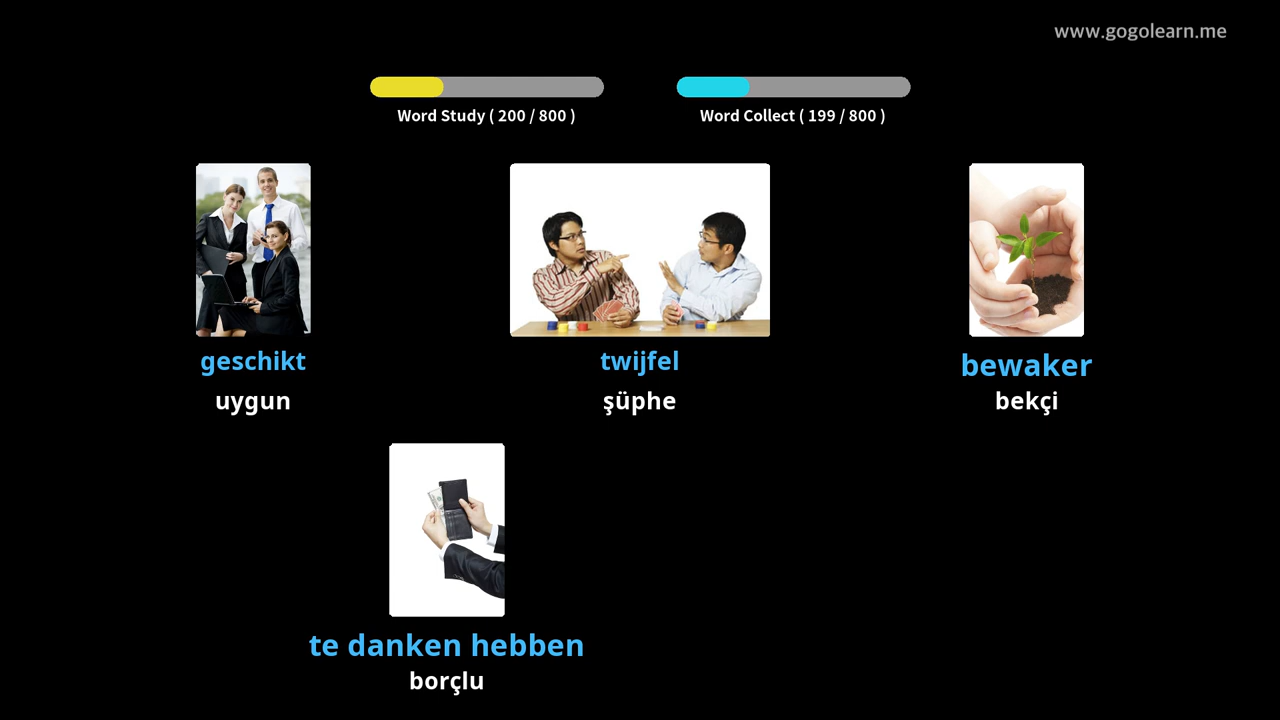 www.gogolearn.me
Word Study ( 200 / 800 )
Word Collect ( 199 / 800 )
geschikt
uygun
twijfel
şüphe
bewaker
bekçi
te danken hebben
borçlu